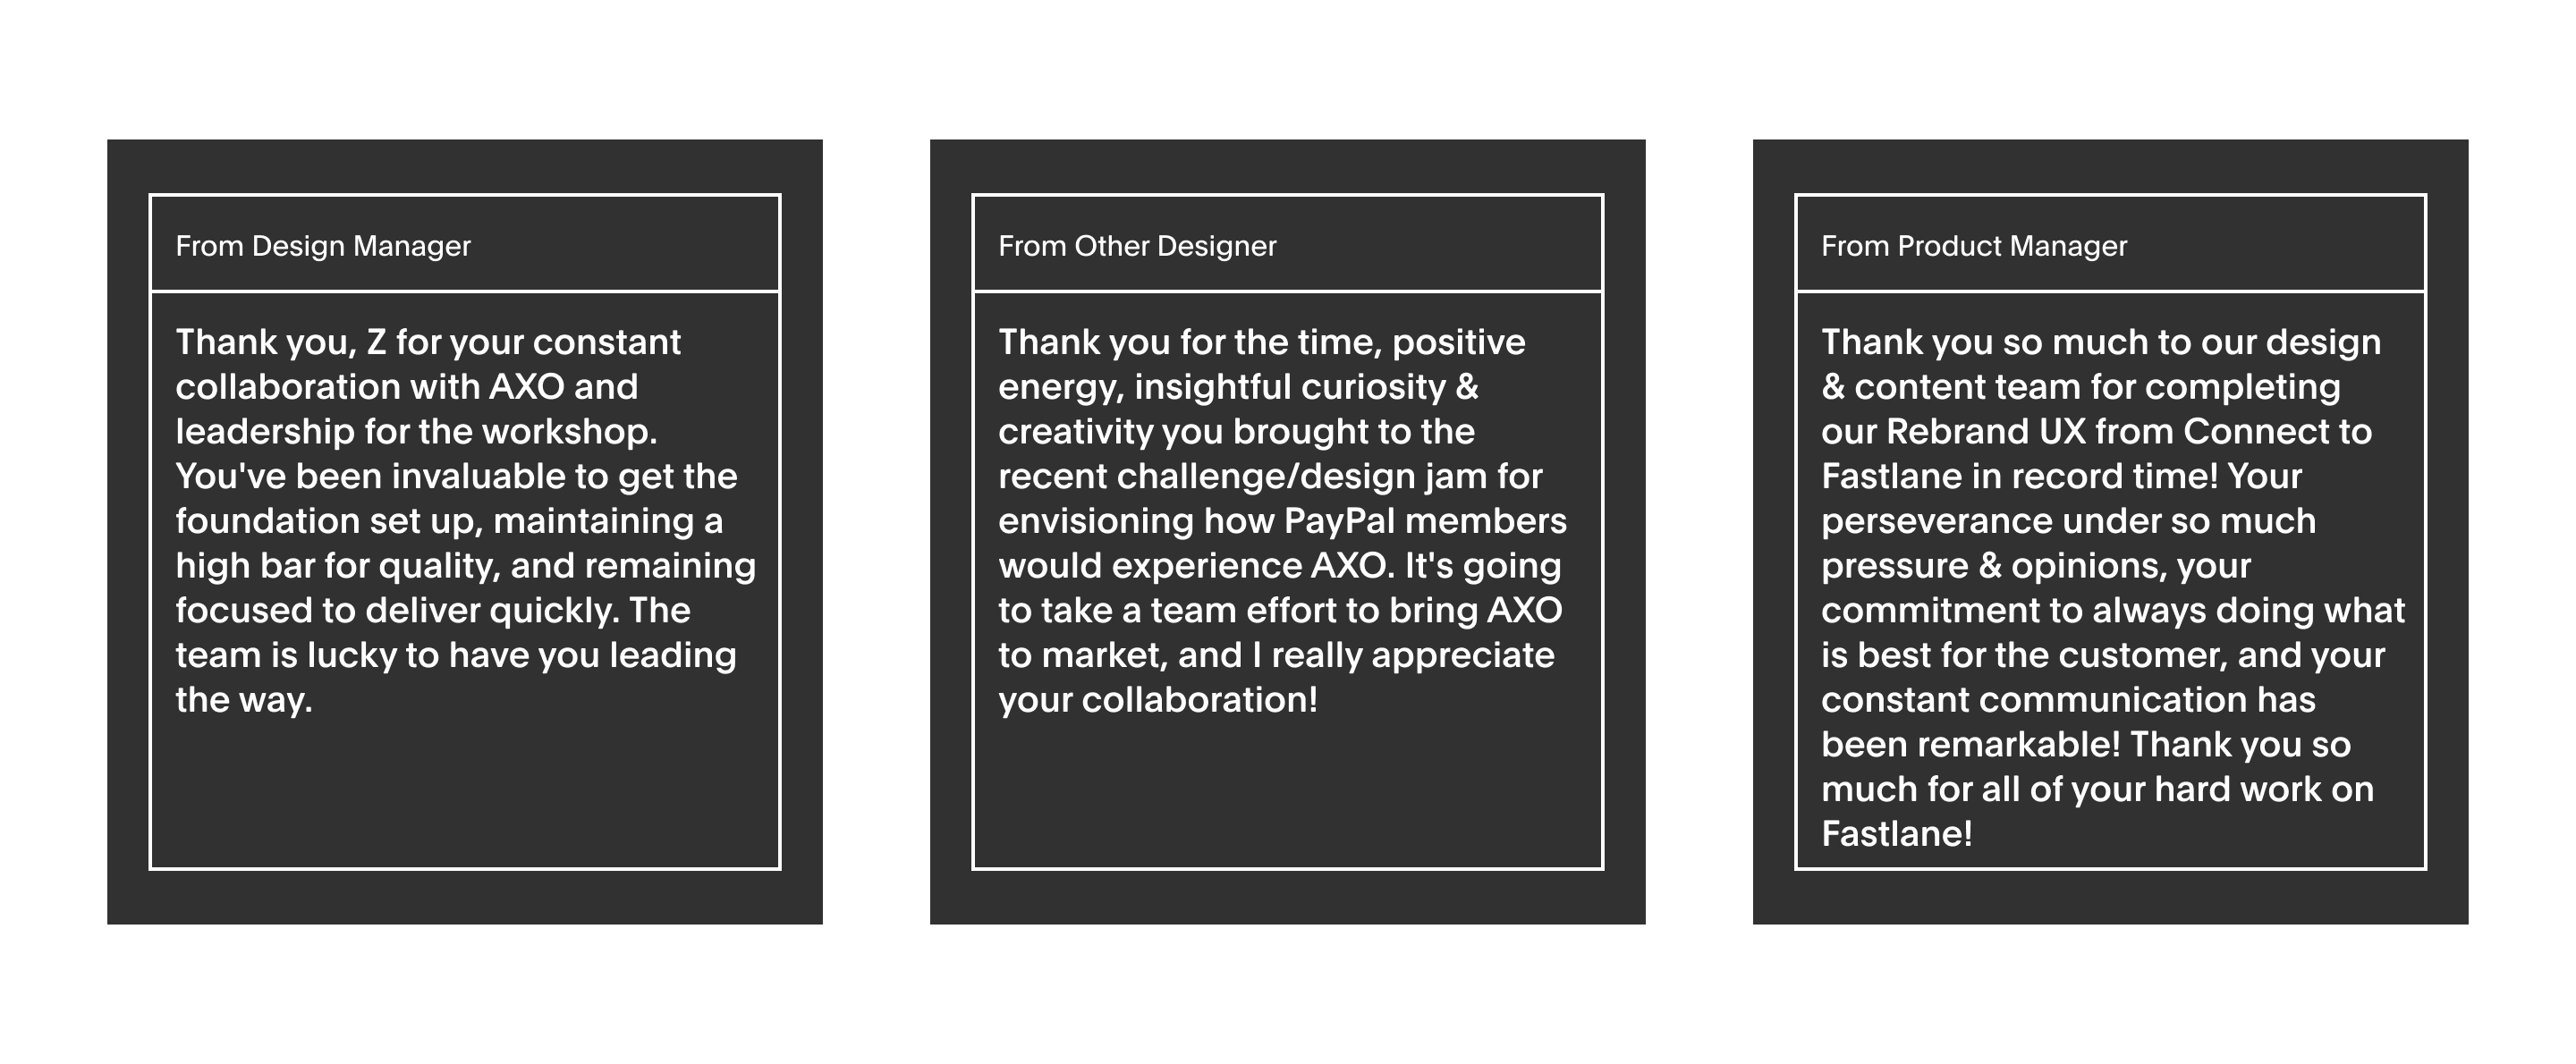 From Design Manager
Thank you, Z for your constant
collaboration with AXO and
leadership for the workshop.
You've been invaluable to get the
foundation set up, maintaining a
high bar for quality, and remaining
focused to deliver quickly. The
team is lucky to have you leading
the way.
From Other Designer
Thank you for the time, positive
energy, insightful curiosity &
creativity you brought to the
recent challenge/design jam for
envisioning how PayPal members
would experience AXO. It's going
to take a team effort to bring AXO
to market, and I really appreciate
your collaboration!
From Product Manager
Thank you so much to our design
& content team for completing
our Rebrand UX from Connect to
Fastlane in record time! Your
perseverance under so much
pressure & opinions, your
commitment to always doing what
is best for the customer, and your
constant communication has
been remarkable! Thank you so
much for all of your hard work on
Fastlane!